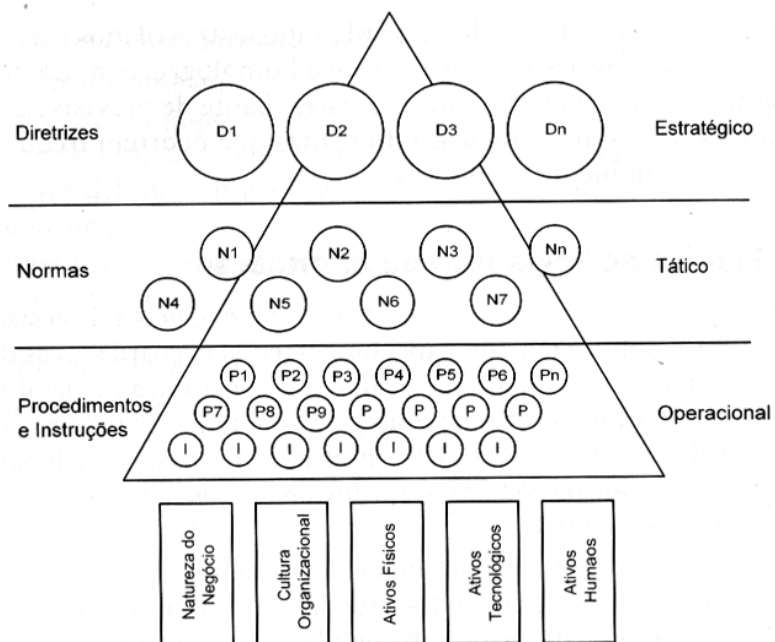 Diretrizes
D1 D2 D3 Dn
Estratégico
N1 N2 N3 Nn
Normas
Tático
N4 N5 N6 N7
P1 P2 P3 P4 P5 P6 Pn
Procedimentos
e Instruções
P7 P8 P9 P P P P
Operacional
I I I I I I I
Natureza do
Negócio
Cultura
Organizacional
Ativos Físicos
Ativos
Tecnológicos
Ativos
Humaos